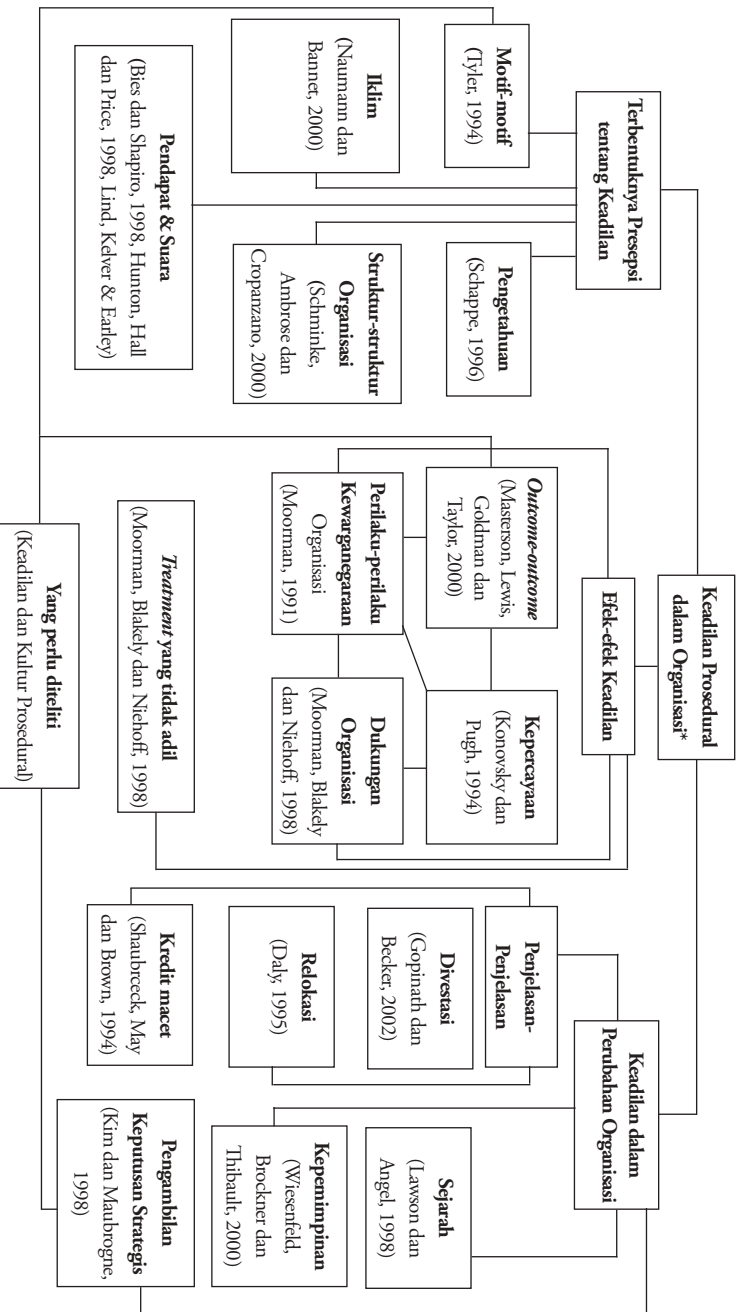 Keadilan Prosedural
dalam Organisasi*
Terbentuknya Presepsi
tentang Keadilan
Motif-motif
(Tyler, 1994)
Pengetahuan
(Schappe, 1996)
Iklim
(Naumann dan
Bannet, 2000)
Struktur-struktur
Organisasi
(Schminke,
Ambrose dan
Cropanzano, 2000)
Pendapat & Suara
(Bies dan Shapiro, 1998, Hunton, Hall
dan Price, 1998, Lind, Kelver & Earley)
Efek-efek Keadilan
Outcome-outcome
(Masterson, Lewis,
Goldman dan
Taylor, 2000)
Kepercayaan
(Konovsky dan
Pugh, 1994)
Perilaku-perilaku
Kewarganegaraan
Organisasi
(Moorman, 1991)
Dukungan
Organisasi
(Moorman, Blakely
dan Niehoff, 1998)
Treatment yang tidak adil
(Moorman, Blakely dan Niehoff, 1998)
Keadilan dalam
Perubahan Organisasi
Penjelasan-
Penjelasan
Divestasi
(Gopinath dan
Becker, 2002)
Relokasi
(Daly, 1995)
Kredit macet
(Shaubrceck, May
dan Brown, 1994)
Sejarah
(Lawson dan
Angel, 1998)
Kepemimpinan
(Wiesenfeld,
Brockner dan
Thibault, 2000)
Pengambilan
Keputusan Strategis
(Kim dan Maubrogne,
1998)
Yang perlu diteliti
(Keadilan dan Kultur Prosedural)